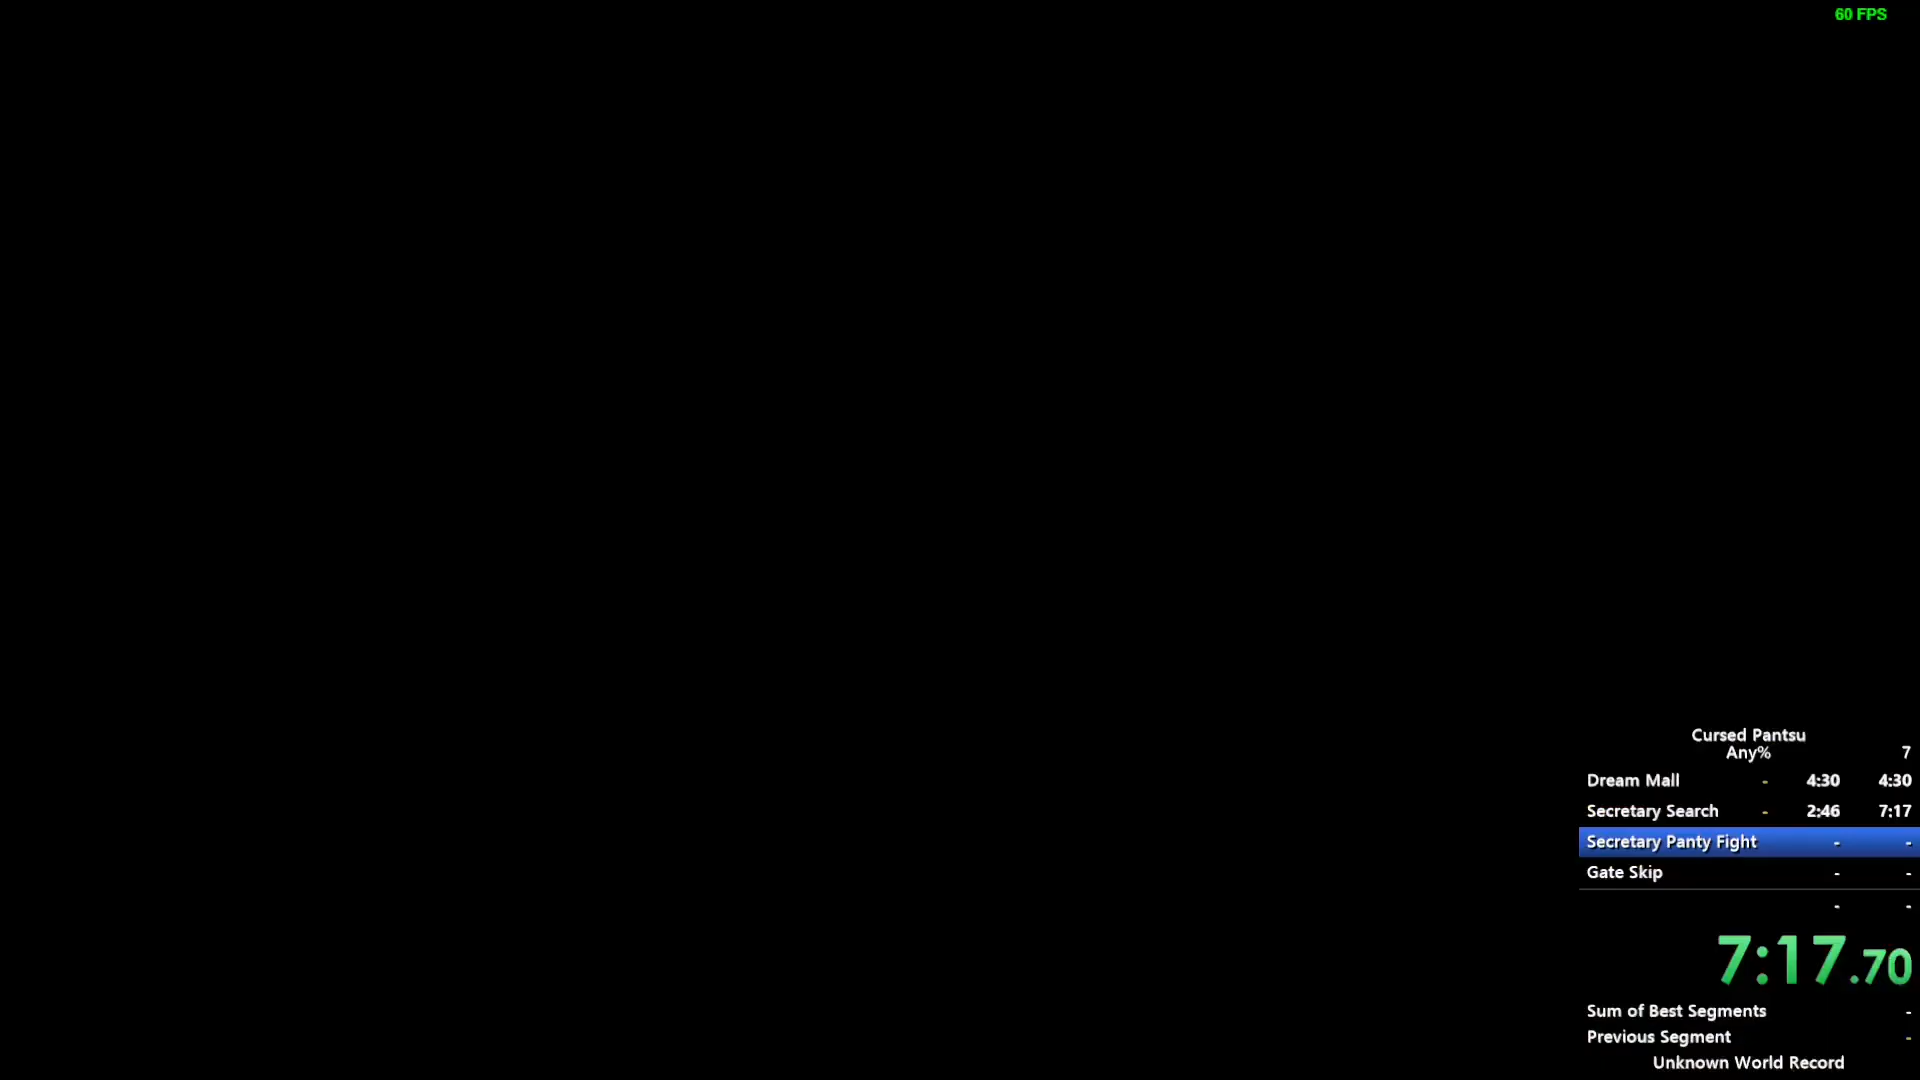 60 FPS
Cursed Pantsu
Any% 7
Dream Mall - 4:30 4:30
Secretary Search - 2:46 7:17
Secretary Panty Fight - -
Gate Skip - -
- -
7:17.70
Sum of Best Segments -
Previous Segment -
Unknown World Record